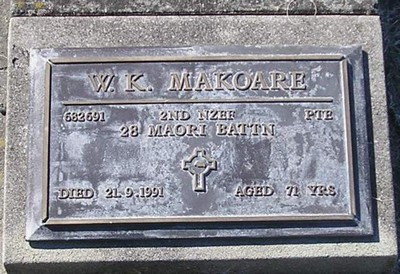 W. K. MAKOARE
682691 2ND NZEF PTE
28 MAORI BATTN
DIED 21.9.1991 AGED 71 YRS